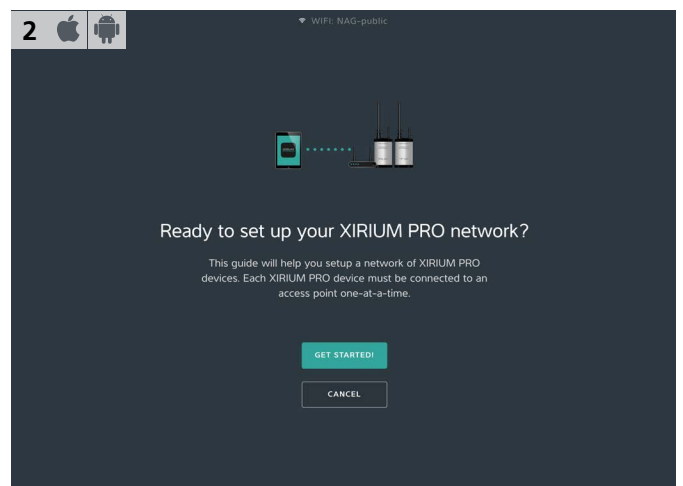 2
WIFI: NAG-public
Ready to set up your XIRIUM PRO network?
This guide will help you setup a network of XIRIUM PRO
devices. Each XIRIUM PRO device must be connected to an
access point one-at-a-time.
GET STARTED!
CANCEL